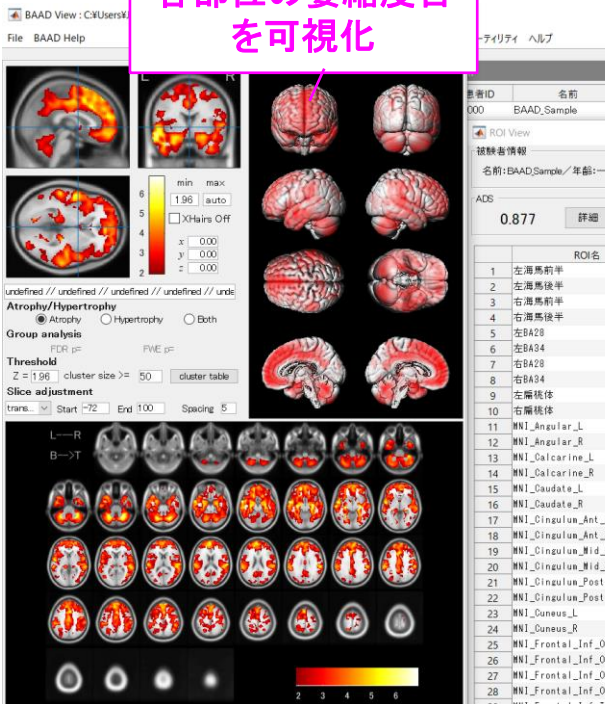 各部位の萎縮度合
を可視化
BAAD View : C:¥Users¥
File BAAD Help
ーティリティ ヘルプ
患者ID 名前
000 BAAD_Sample
ROI View
被験者情報
名前:BAAD_Sample／年齢:--
ADS
0.877 詳細
L R
6
5
4
3
2
min max
1.96 auto
XHairs Off
x 0.00
y 0.00
z 0.00
undefined // undefined // undefined // undefined // unde
Atrophy/Hypertrophy
Atrophy Hypertrophy Both
Group analysis
FDR p= FWE p=
Threshold
Z = 1.96 cluster size >= 50 cluster table
Slice adjustment
trans... Start -72 End 100 Spacing 5
L---R
B-->T
2 3 4 5 6
ROI名
1 左海馬前半
2 左海馬後半
3 右海馬前半
4 右海馬後半
5 左BA28
6 左BA34
7 右BA28
8 右BA34
9 左扁桃体
10 右扁桃体
11 MNI_Angular_L
12 MNI_Angular_R
13 MNI_Calcarine_L
14 MNI_Calcarine_R
15 MNI_Caudate_L
16 MNI_Caudate_R
17 MNI_Cingulum_Ant_
18 MNI_Cingulum_Ant_
19 MNI_Cingulum_Mid_
20 MNI_Cingulum_Mid_
21 MNI_Cingulum_Post
22 MNI_Cingulum_Post
23 MNI_Cuneus_L
24 MNI_Cuneus_R
25 MNI_Frontal_Inf_O
26 MNI_Frontal_Inf_O
27 MNI_Frontal_Inf_O
28 MNI_Frontal_Inf_O